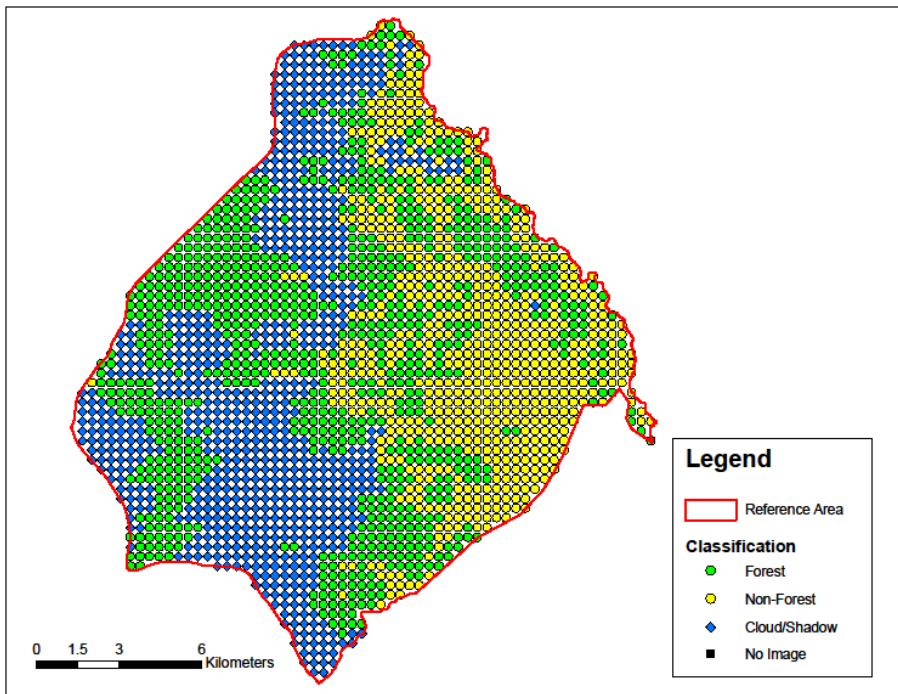 Legend
Reference Area
Classification
Forest
Non-Forest
Cloud/Shadow
No Image
0 1.5 3 6
Kilometers